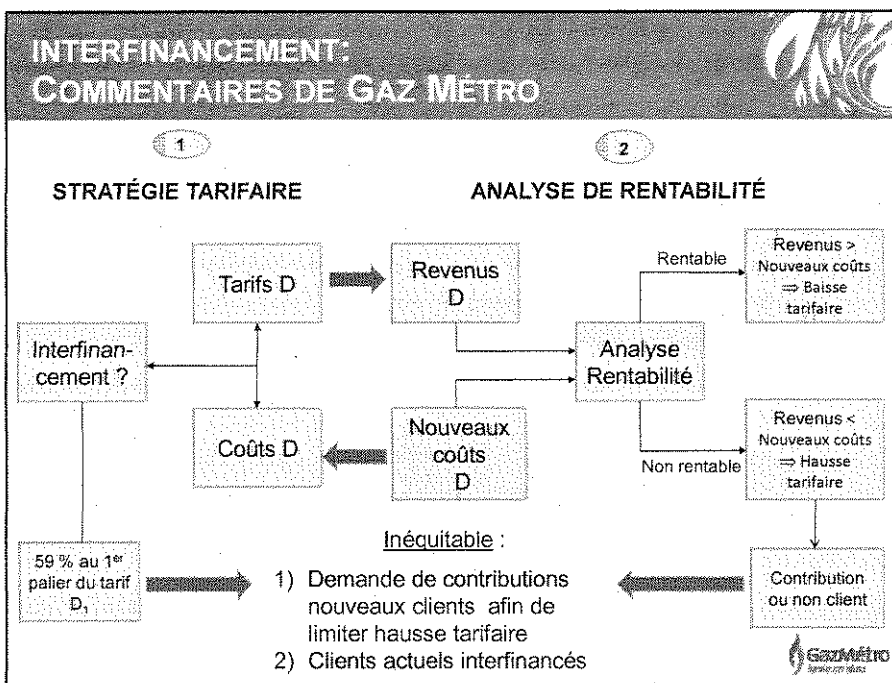 INTERFINANCEMENT:
COMMENTAIRES DE GAZ MÉTRO
1
STRATÉGIE TARIFAIRE
2
ANALYSE DE RENTABILITÉ
Tarifs D
Revenus
D
Rentable
Revenus >
Nouveaux coûts
⇒ Baisse
tarifaire
Interfinan-
cement ?
Analyse
Rentabilité
Coûts D
Nouveaux
coûts
D
Non rentable
Revenus <
Nouveaux coûts
⇒ Hausse
tarifaire
59 % au 1er
palier du tarif
D1
Inéquitable :
1) Demande de contributions
nouveaux clients afin de
limiter hausse tarifaire
2) Clients actuels interfinancés
Contribution
ou non client
GazMétro